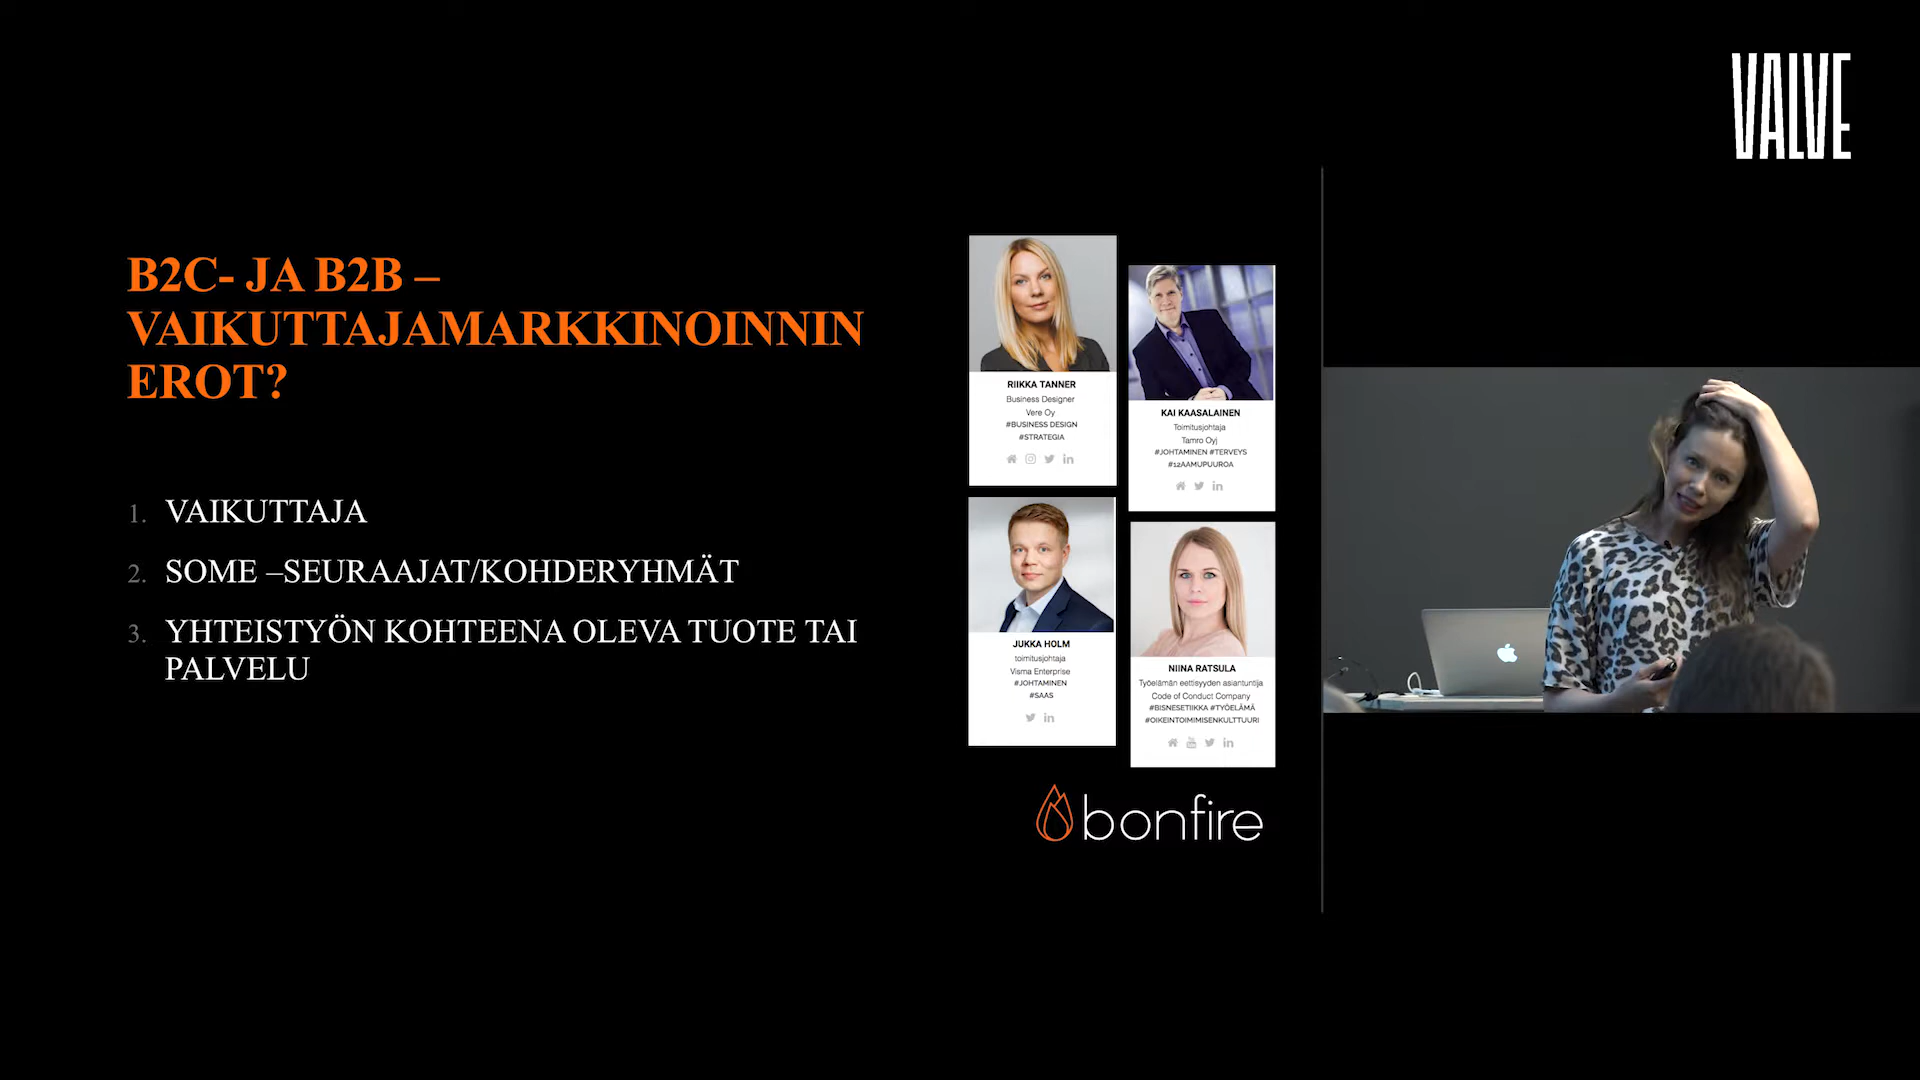 VALVE
B2C- JA B2B –
VAIKUTTAJAMARKKINOINNIN
EROT?
1. VAIKUTTAJA
2. SOME –SEURAAJAT/KOHDERYHMÄT
3. YHTEISTYÖN KOHTEENA OLEVA TUOTE TAI
PALVELU
RIIKKA TANNER
Business Designer
Vere Oy
#BUSINESS DESIGN
#STRATEGIA
KAI KAASALAINEN
Toimitusjohtaja
Tamro Oyj
#JOHTAMINEN #TERVEYS
#12AAMUPUUROA
JUKKA HOLM
toimitusjohtaja
Visma Enterprise
#JOHTAMINEN
#SAAS
NIINA RATSULA
Työelämän eettisyyden asiantuntija
Code of Conduct Company
#BISNESETIIKKA #TYÖELÄMÄ
#OIKEINTOIMIMISENKULTTUURI
bonfire